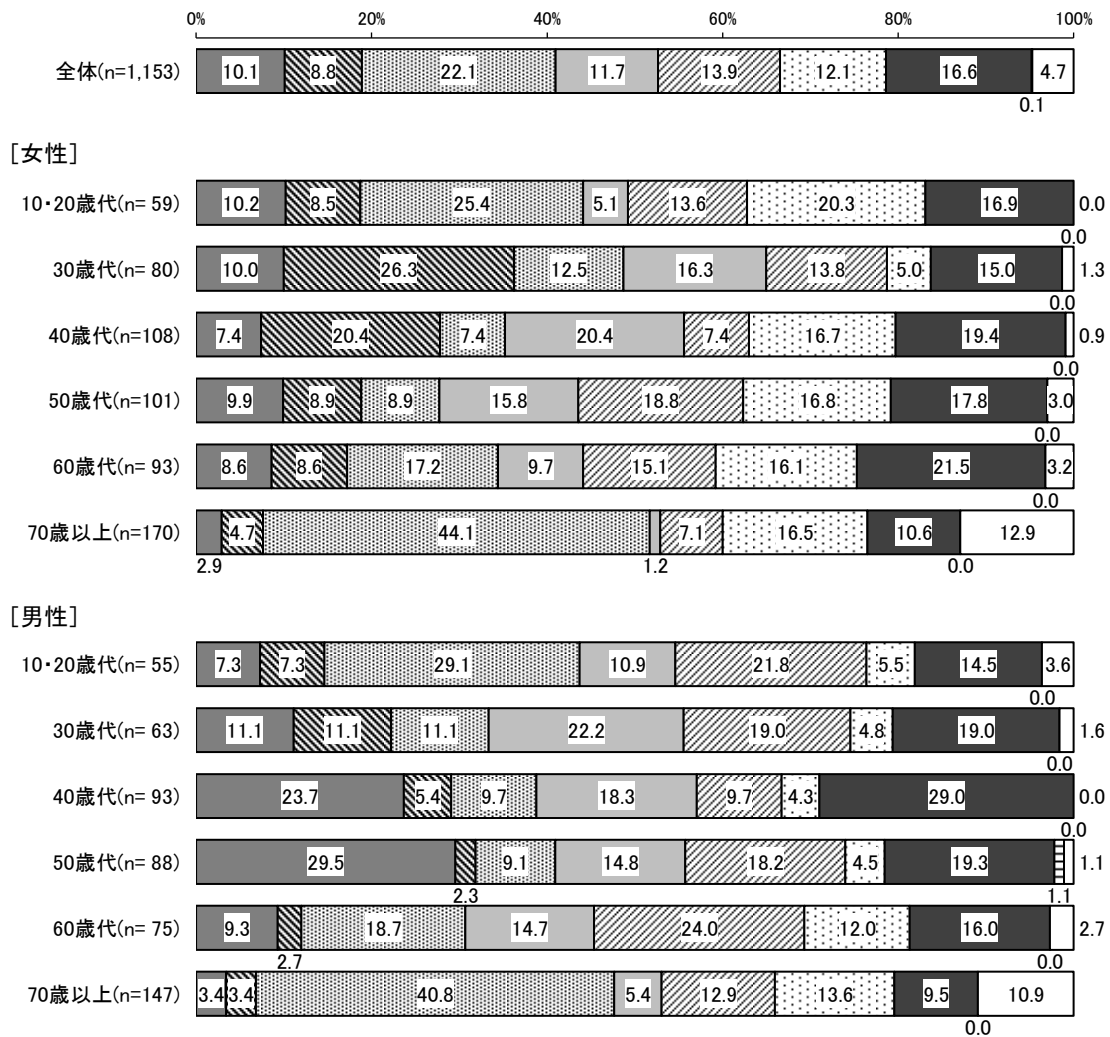 0% 20% 40% 60% 80% 100%
全体(n=1,153) 10.1 8.8 22.1 11.7 13.9 12.1 16.6 4.7
0.1
［女性］
10・20歳代(n= 59) 10.2 8.5 25.4 5.1 13.6 20.3 16.9 0.0
0.0
30歳代(n= 80) 10.0 26.3 12.5 16.3 13.8 5.0 15.0 1.3
0.0
40歳代(n=108) 7.4 20.4 7.4 20.4 7.4 16.7 19.4 0.9
0.0
50歳代(n=101) 9.9 8.9 8.9 15.8 18.8 16.8 17.8 3.0
0.0
60歳代(n= 93) 8.6 8.6 17.2 9.7 15.1 16.1 21.5 3.2
0.0
70歳以上(n=170) 4.7 44.1 7.1 16.5 10.6 12.9
2.9 1.2 0.0
［男性］
10・20歳代(n= 55) 7.3 7.3 29.1 10.9 21.8 5.5 14.5 3.6
0.0
30歳代(n= 63) 11.1 11.1 11.1 22.2 19.0 4.8 19.0 1.6
0.0
40歳代(n= 93) 23.7 5.4 9.7 18.3 9.7 4.3 29.0 0.0
0.0
50歳代(n= 88) 29.5 9.1 14.8 18.2 4.5 19.3 1.1
2.3 1.1
60歳代(n= 75) 9.3 18.7 14.7 24.0 12.0 16.0 2.7
2.7 0.0
70歳以上(n=147) 3.4 3.4 40.8 5.4 12.9 13.6 9.5 10.9
0.0